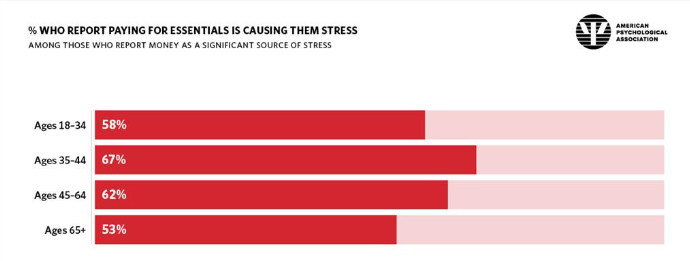 % WHO REPORT PAYING FOR ESSENTIALS IS CAUSING THEM STRESS
AMONG THOSE WHO REPORT MONEY AS A SIGNIFICANT SOURCE OF STRESS
AMERICAN
PSYCHOLOGICAL
ASSOCIATION
Ages 18–34 58%
Ages 35–44 67%
Ages 45–64 62%
Ages 65+ 53%